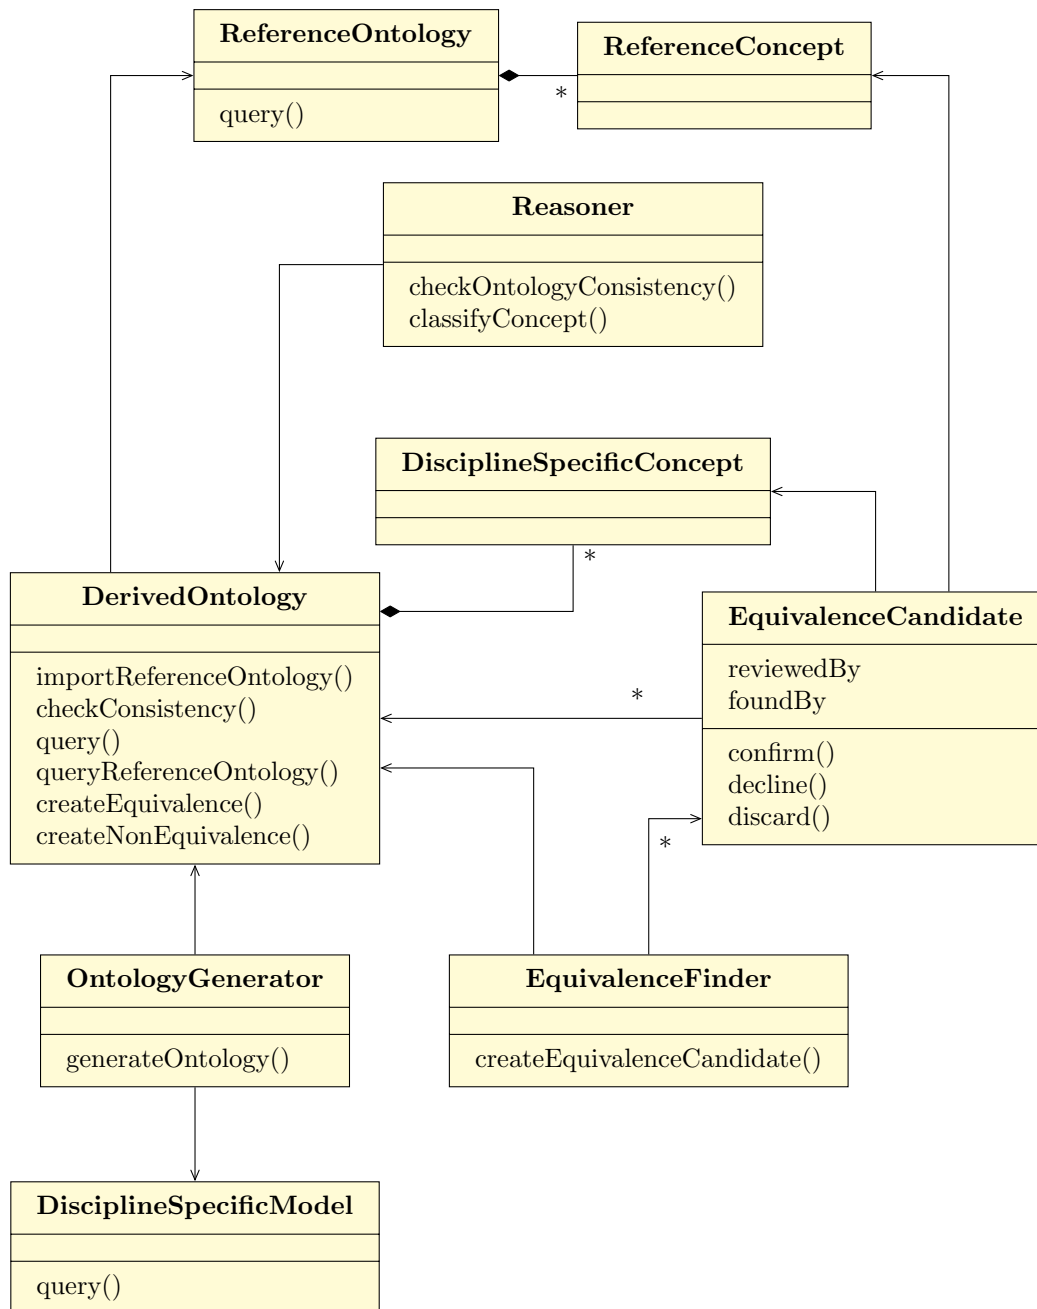 ReferenceOntology
query()
ReferenceConcept
*
Reasoner
checkOntologyConsistency()
classifyConcept()
DisciplineSpecificConcept
*
DerivedOntology
importReferenceOntology()
checkConsistency()
query()
queryReferenceOntology()
createEquivalence()
createNonEquivalence()
EquivalenceCandidate
reviewedBy
foundBy
confirm()
decline()
discard()
*
*
OntologyGenerator
generateOntology()
EquivalenceFinder
createEquivalenceCandidate()
DisciplineSpecificModel
query()